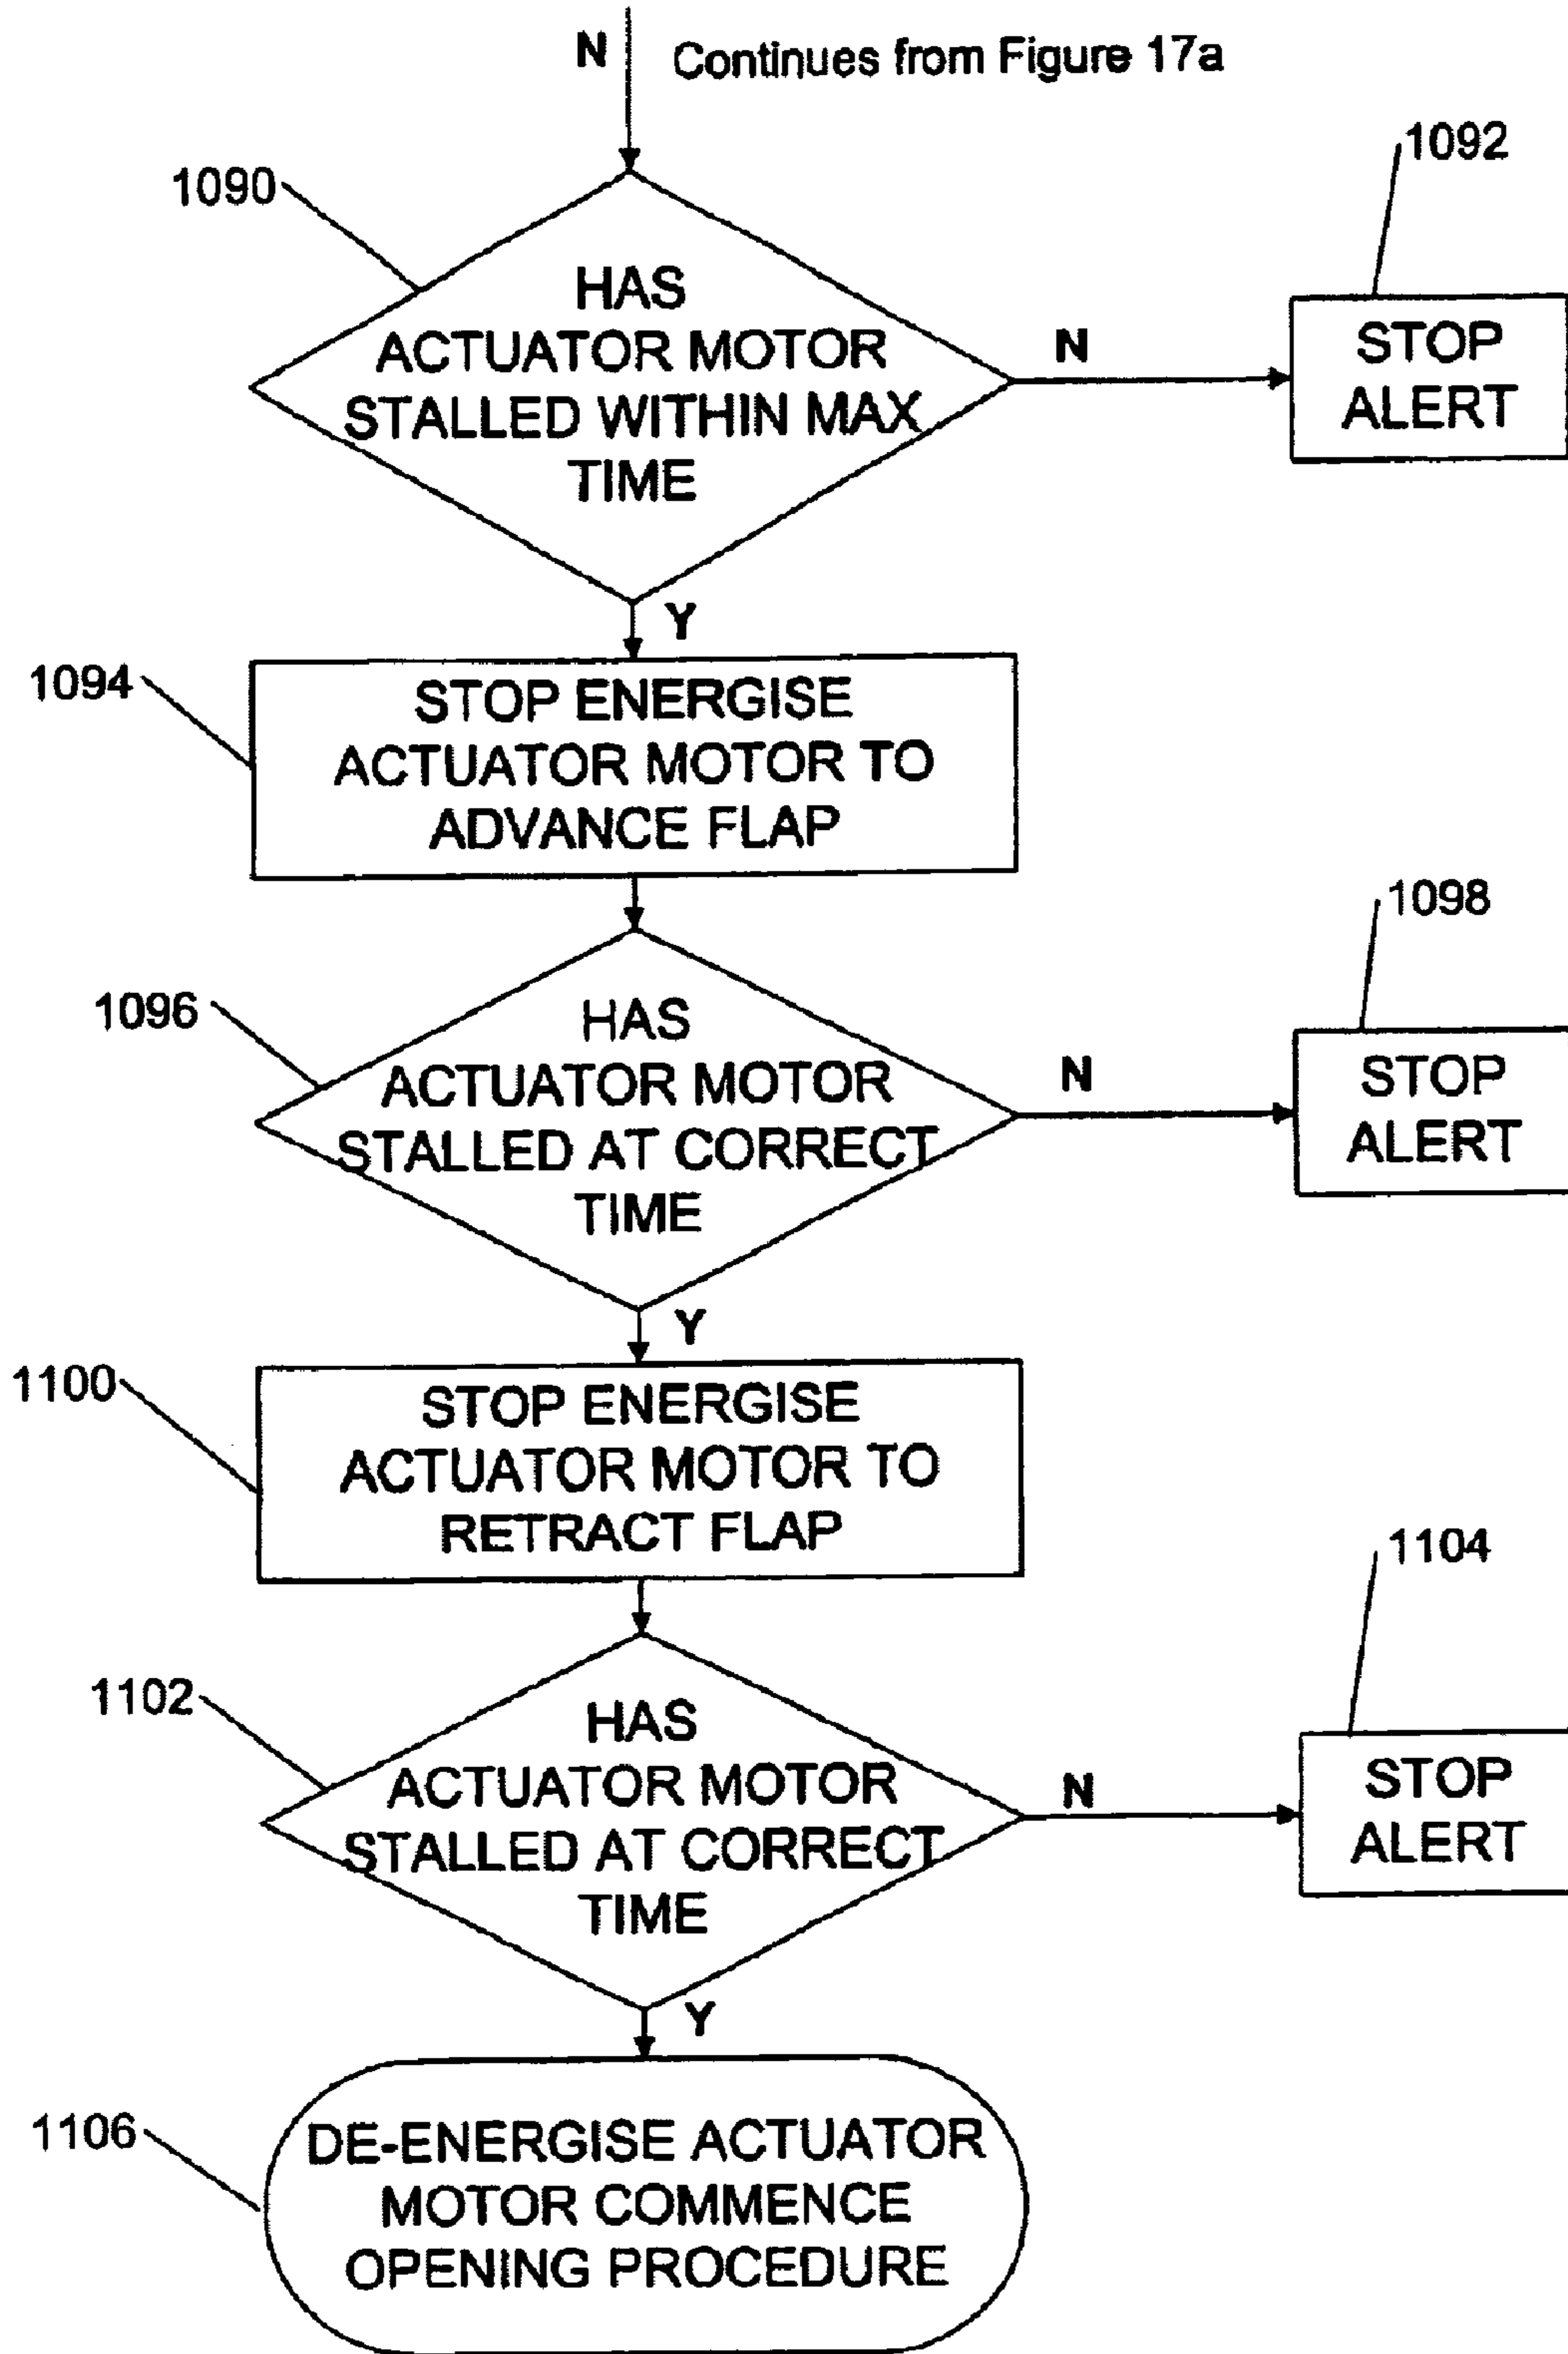 N
Continues from Figure 17a
1092
1090
HAS
ACTUATOR MOTOR
STALLED WITHIN MAX
TIME
N
STOP
ALERT
Y
1094
STOP ENERGISE
ACTUATOR MOTOR TO
ADVANCE FLAP
1098
1096
HAS
ACTUATOR MOTOR
STALLED AT CORRECT
TIME
N
STOP
ALERT
Y
1100
STOP ENERGISE
ACTUATOR MOTOR TO
RETRACT FLAP
1104
1102
HAS
ACTUATOR MOTOR
STALLED AT CORRECT
TIME
N
STOP
ALERT
Y
1106
DE-ENERGISE ACTUATOR
MOTOR COMMENCE
OPENING PROCEDURE